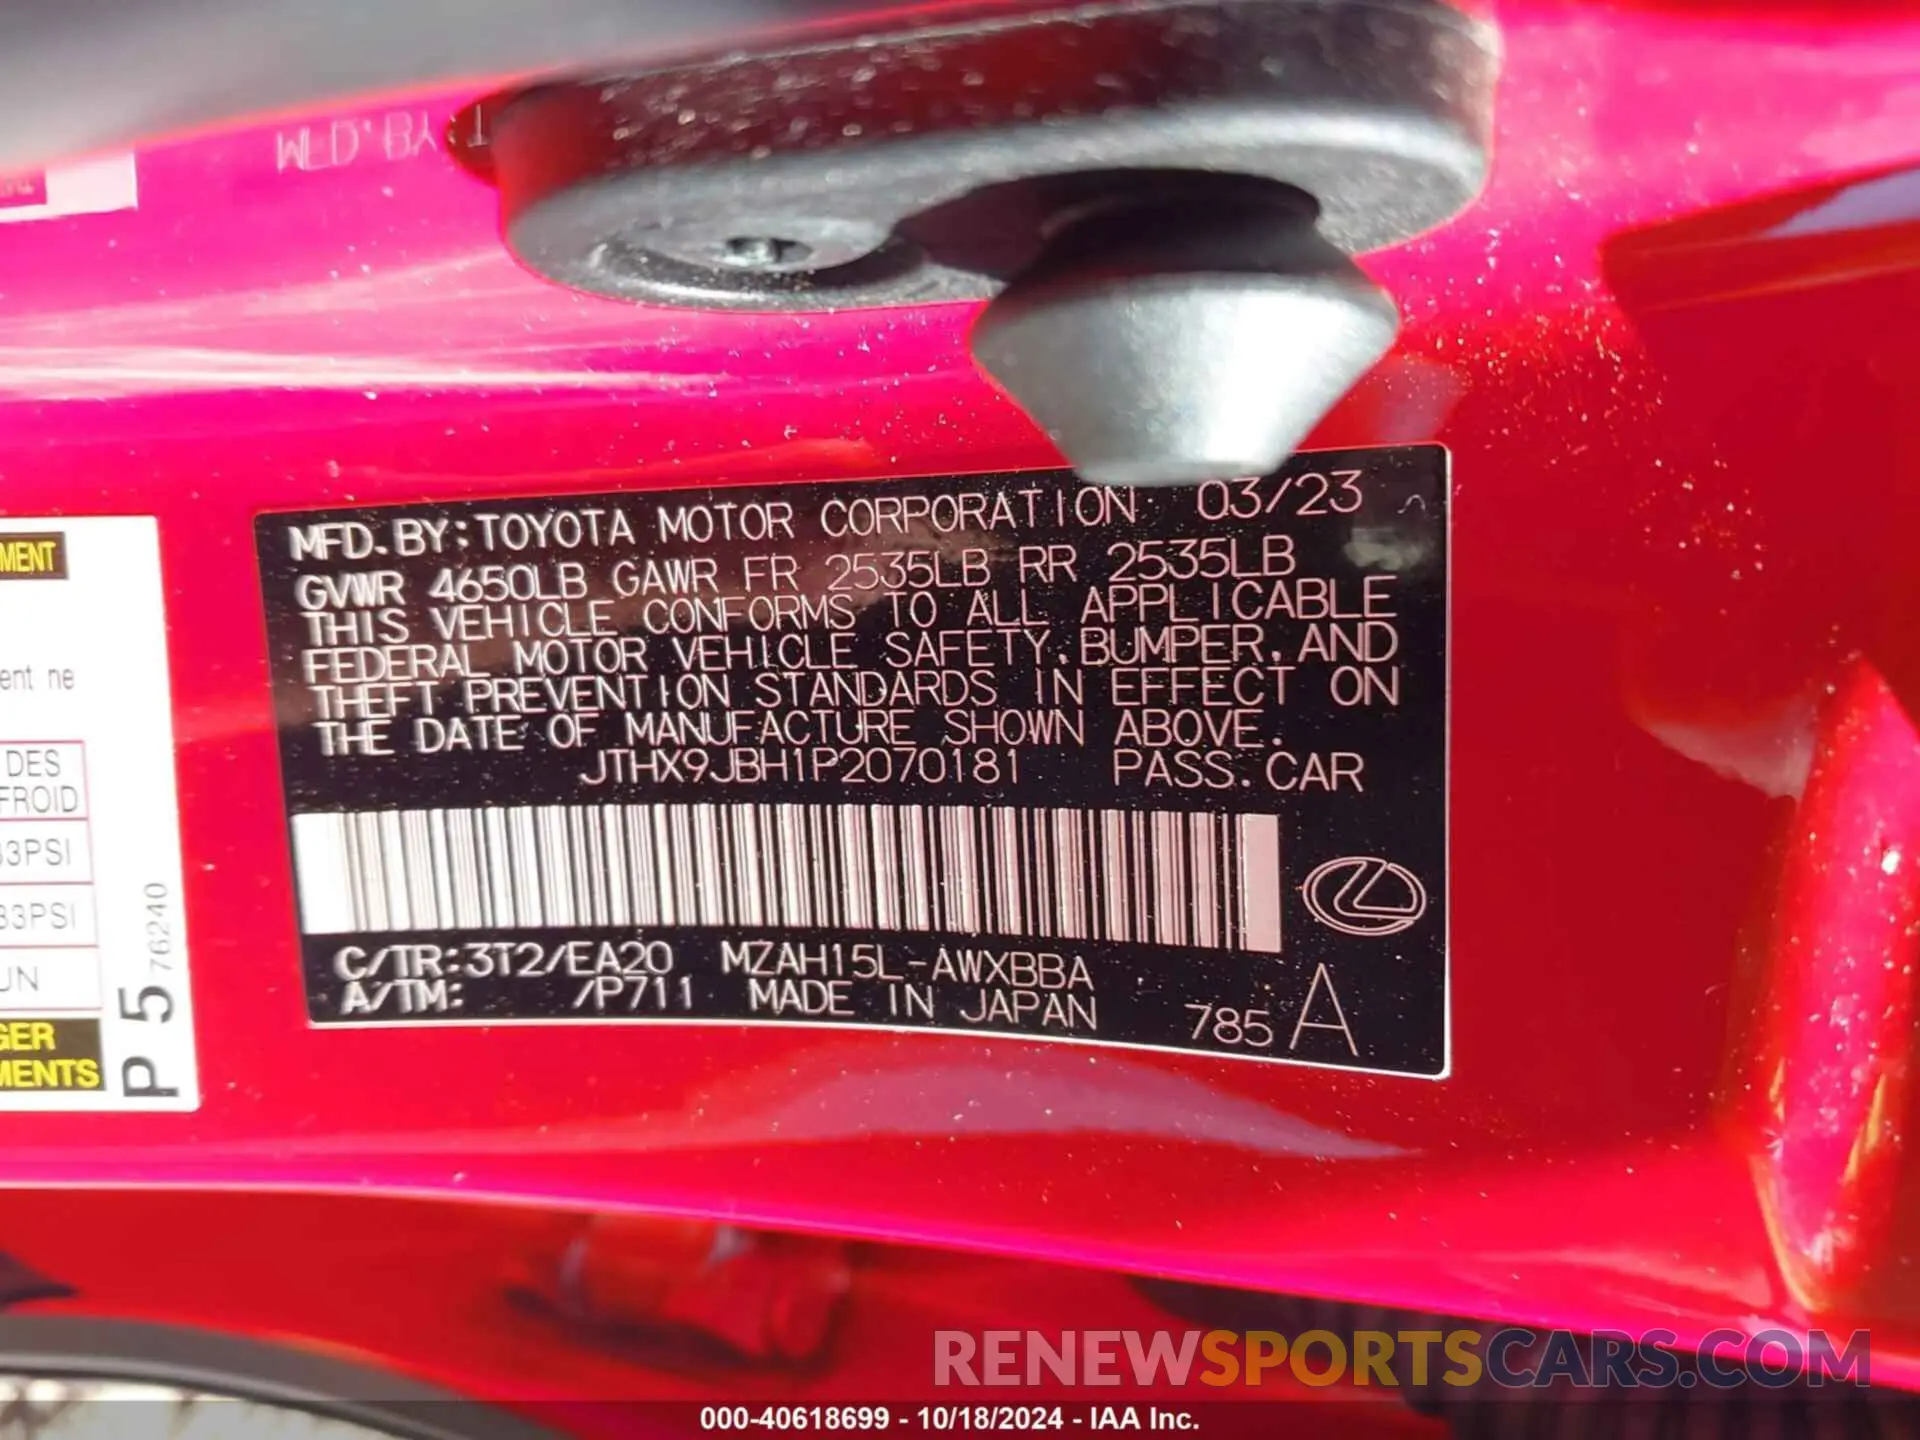 WLD.BY:T
MFD.BY:TOYOTA MOTOR CORPORATION 03/23
GVWR 4650LB GAWR FR 2535LB RR 2535LB
THIS VEHICLE CONFORMS TO ALL APPLICABLE
FEDERAL MOTOR VEHICLE SAFETY, BUMPER, AND
THEFT PREVENTION STANDARDS IN EFFECT ON
THE DATE OF MANUFACTURE SHOWN ABOVE.
JTHX9JBH1P2070181 PASS.CAR
C/TR:3T2/EA20 MZAH15L-AWXBBA
A/TM: /P711 MADE IN JAPAN 785 A
MENT
ent ne
DES
FROID
33PSI
33PSI
UN
GER
MENTS
P 5 76240
RENEWSPORTSCARS.COM
000-40618699 - 10/18/2024 - IAA Inc.